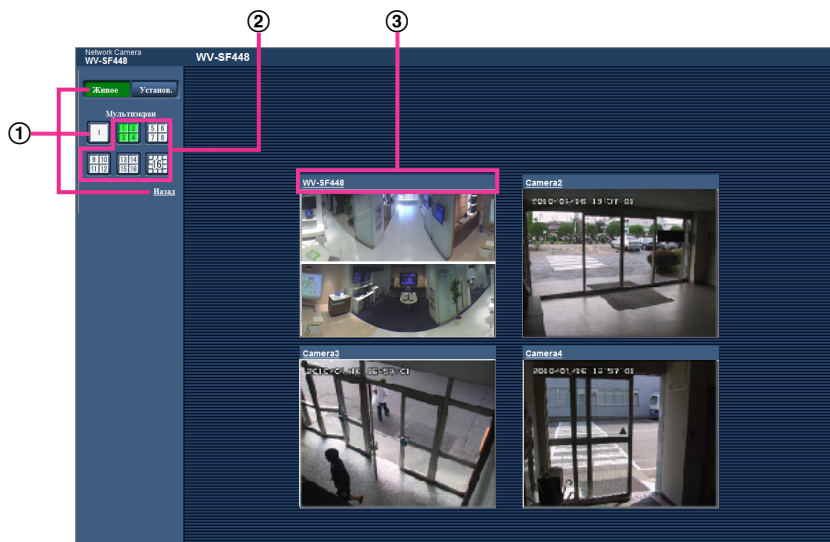 ② ③
Network Camera
WV-SF448
WV-SF448
Живое Установ.
Мультиэкран
①
1 1 2 3 4 5 6 7 8
9 10 11 12 13 14 15 16 16
Назад
WV-SF448 Camera2
Camera3 Camera4